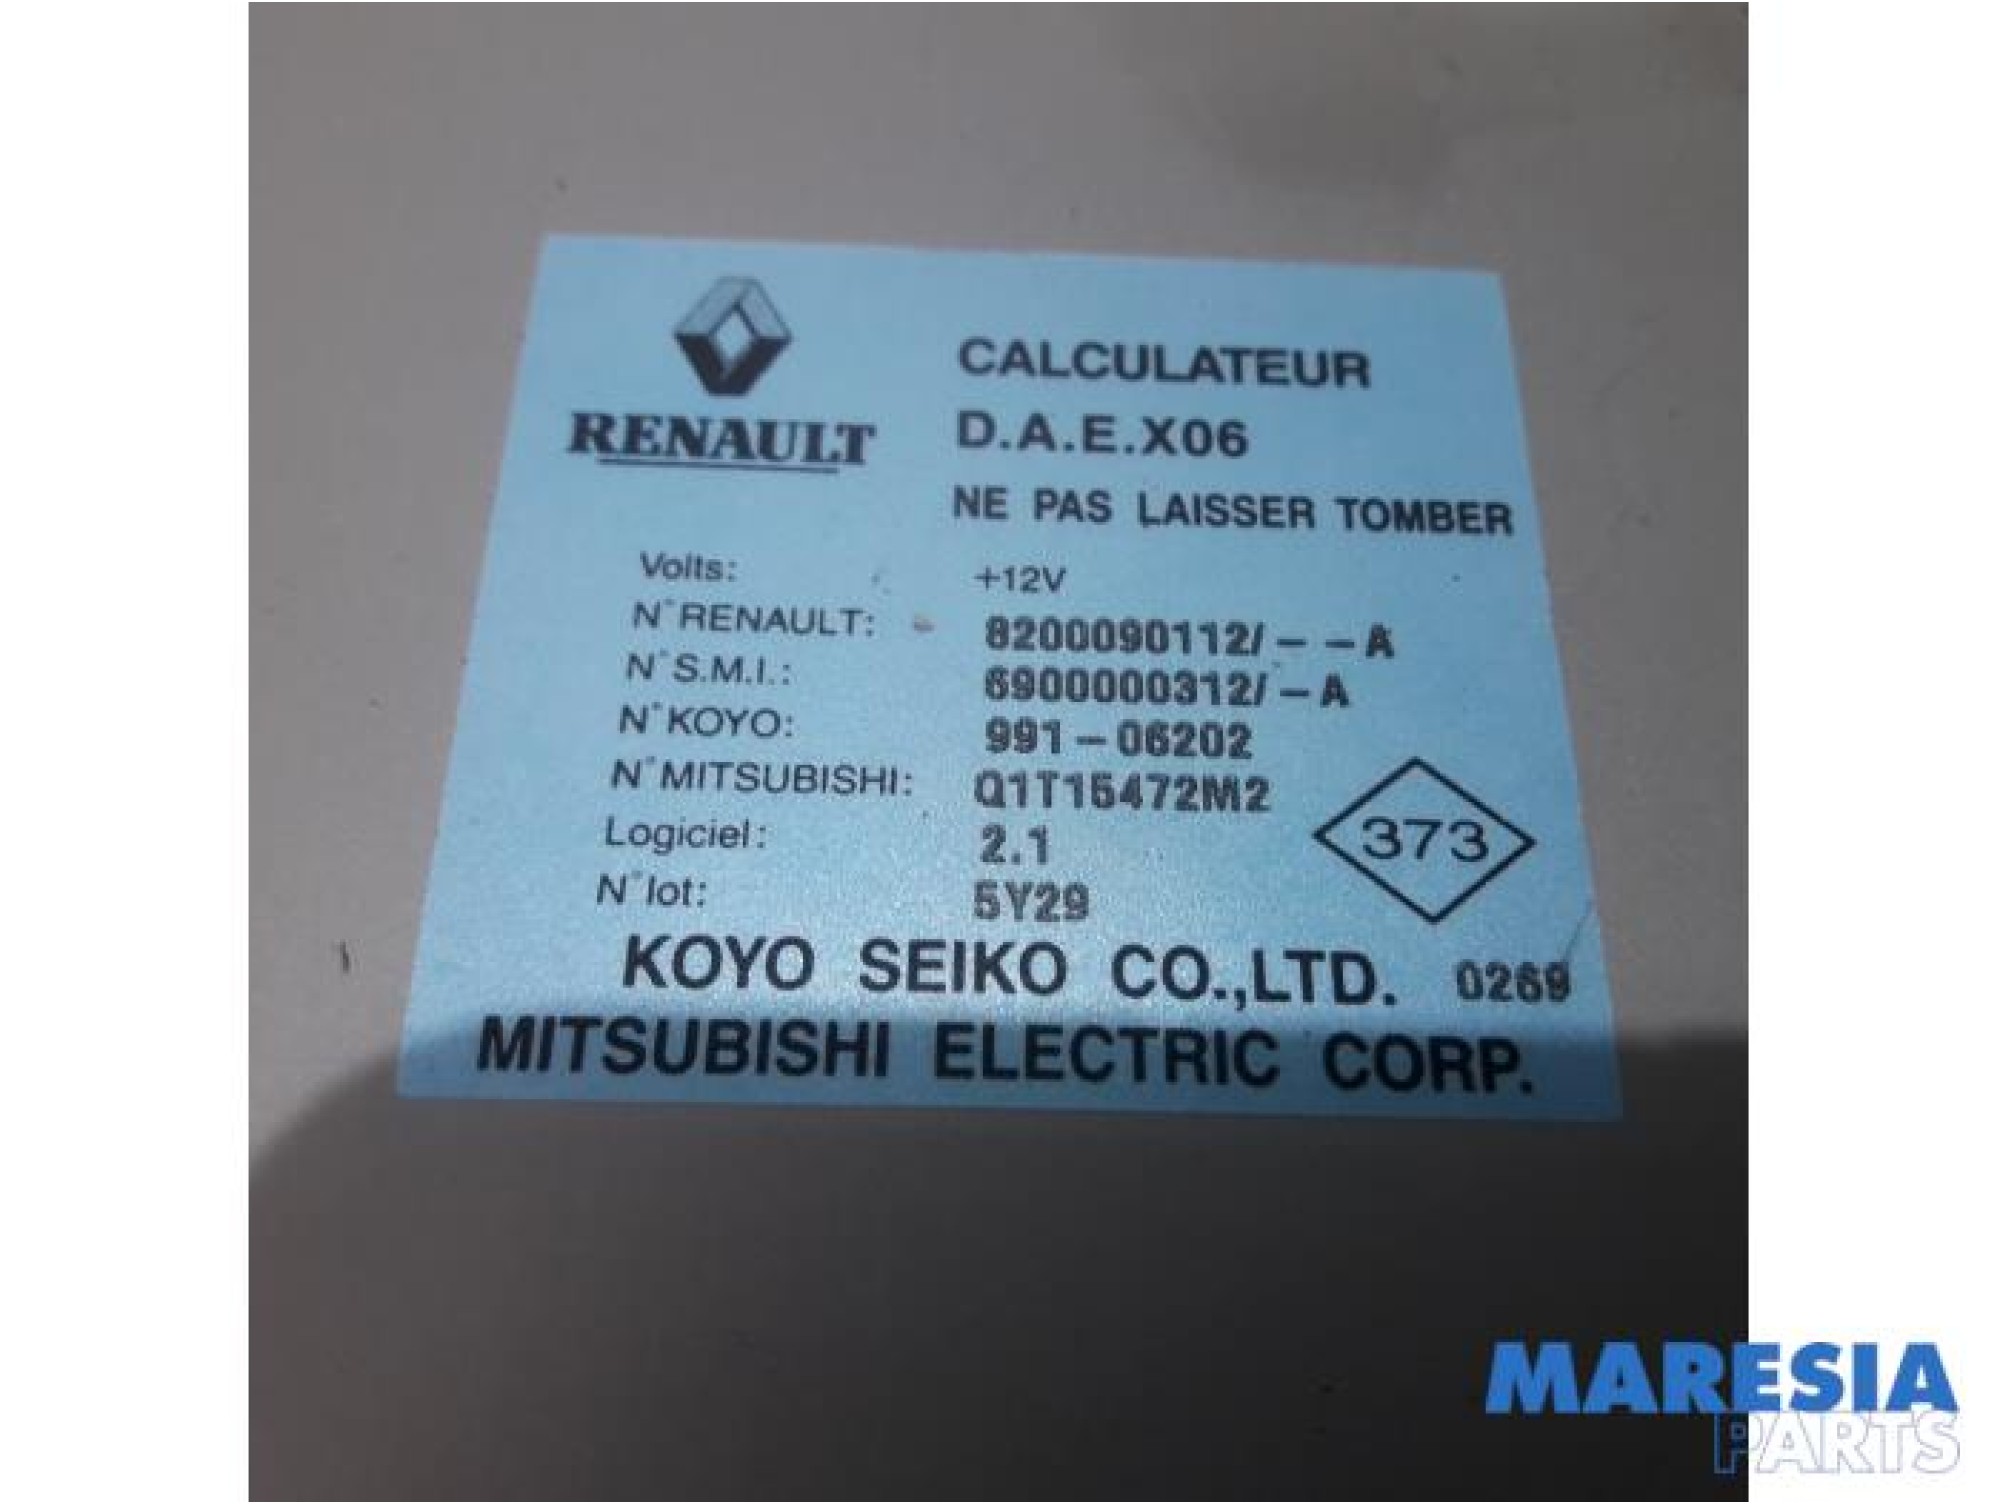 RENAULT
CALCULATEUR
D.A.E.X06
NE PAS LAISSER TOMBER
Volts: +12V
N°RENAULT: 8200090112/--A
N°S.M.I.: 6900000312/-A
N°KOYO: 991-06202
N°MITSUBISHI: Q1T15472M2
Logiciel: 2.1
N°lot: 5Y29
373
KOYO SEIKO CO.,LTD. 0269
MITSUBISHI ELECTRIC CORP.
MARESIA
PARTS